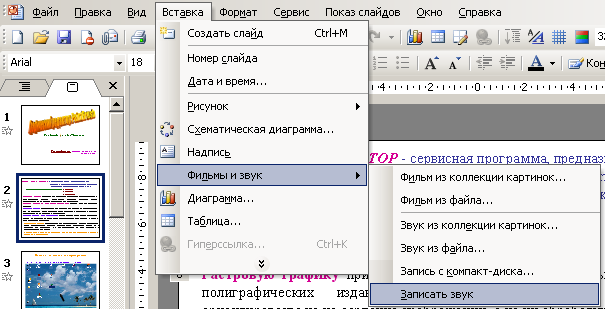 Файл Правка Вид Вставка Формат Сервис Показ слайдов Окно Справка
Создать слайд Ctrl+M
Arial 18
Номер слайда
Дата и время...
Рисунок
Схематическая диаграмма...
Надпись
Фильмы и звук
Диаграмма...
Таблица...
Гиперссылка... Ctrl+K
Фильм из коллекции картинок...
Фильм из файла...
Звук из коллекции картинок...
Звук из файла...
Запись с компакт-диска...
Записать звук
1
2
3
ТОР - сервисная программа, предназ
Растровую графику при
полиграфических издан